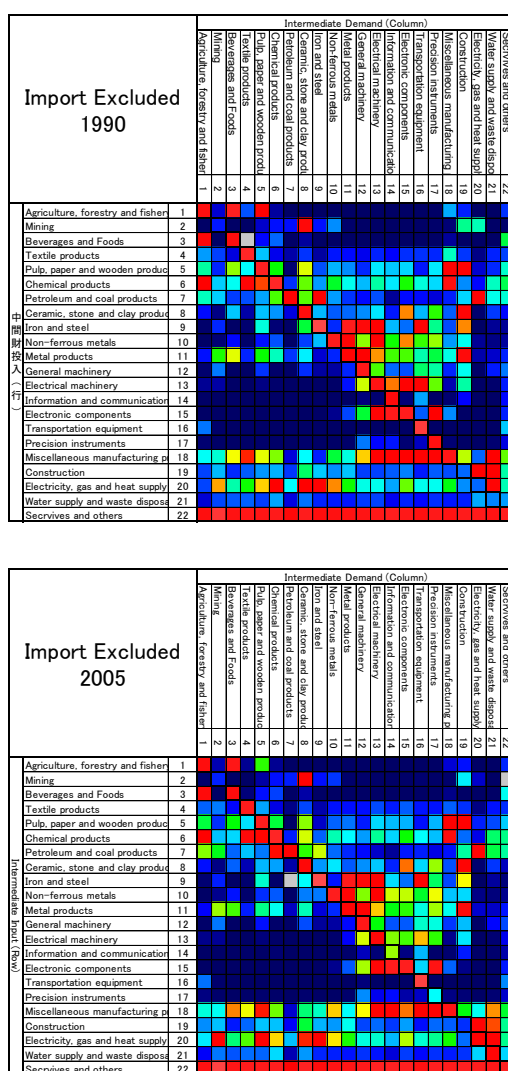 Import Excluded
1990
Intermediate Demand (Column)
Agriculture, forestry and fisher
Mining
Beverages and Foods
Textile products
Pulp, paper and wooden produ
Chemical products
Petroleum and coal products
Ceramic, stone and clay produ
Iron and steel
Non-ferrous metals
Metal products
General machinery
Electrical machinery
Information and communicatio
Electronic components
Transportation equipment
Precision instruments
Miscellaneous manufacturing
Construction
Electricity, gas and heat suppl
Water supply and waste dispo
Secrvives and others
1 2 3 4 5 6 7 8 9 10 11 12 13 14 15 16 17 18 19 20 21 22
中間財投入(行)
Agriculture, forestry and fisher 1
Mining 2
Beverages and Foods 3
Textile products 4
Pulp, paper and wooden produc 5
Chemical products 6
Petroleum and coal products 7
Ceramic, stone and clay produc 8
Iron and steel 9
Non-ferrous metals 10
Metal products 11
General machinery 12
Electrical machinery 13
Information and communication 14
Electronic components 15
Transportation equipment 16
Precision instruments 17
Miscellaneous manufacturing p 18
Construction 19
Electricity, gas and heat supply 20
Water supply and waste disposa 21
Secrvives and others 22
Import Excluded
2005
Intermediate Demand (Column)
Agriculture, forestry and fisher
Mining
Beverages and Foods
Textile products
Pulp, paper and wooden produc
Chemical products
Petroleum and coal products
Ceramic, stone and clay produc
Iron and steel
Non-ferrous metals
Metal products
General machinery
Electrical machinery
Information and communication
Electronic components
Transportation equipment
Precision instruments
Miscellaneous manufacturing p
Construction
Electricity, gas and heat supply
Water supply and waste disposa
Secrvives and others
1 2 3 4 5 6 7 8 9 10 11 12 13 14 15 16 17 18 19 20 21 22
Intermediate Input (Row)
Agriculture, forestry and fisher 1
Mining 2
Beverages and Foods 3
Textile products 4
Pulp, paper and wooden produc 5
Chemical products 6
Petroleum and coal products 7
Ceramic, stone and clay produc 8
Iron and steel 9
Non-ferrous metals 10
Metal products 11
General machinery 12
Electrical machinery 13
Information and communication 14
Electronic components 15
Transportation equipment 16
Precision instruments 17
Miscellaneous manufacturing p 18
Construction 19
Electricity, gas and heat supply 20
Water supply and waste disposa 21
Secrvives and others 22